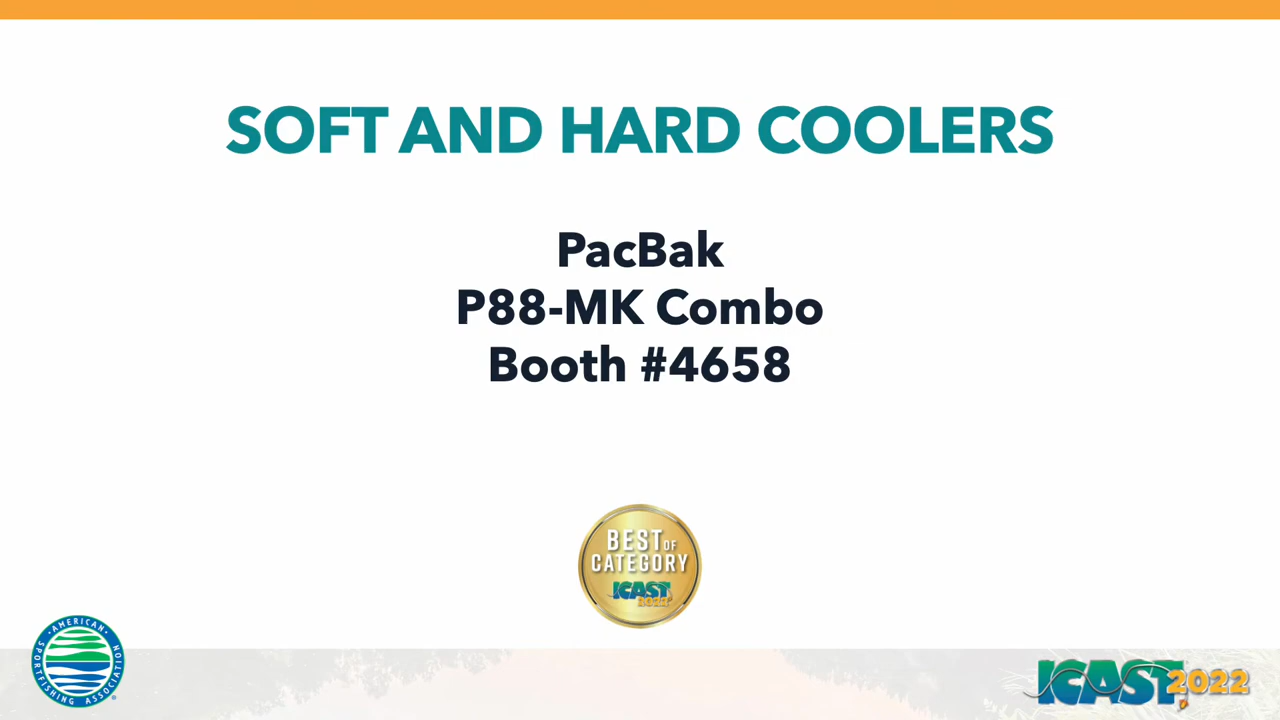 SOFT AND HARD COOLERS
PacBak
P88-MK Combo
Booth #4658
BEST OF
CATEGORY
ICAST
2022
AMERICAN
SPORTFISHING ASSOCIATION
ICAST 2022